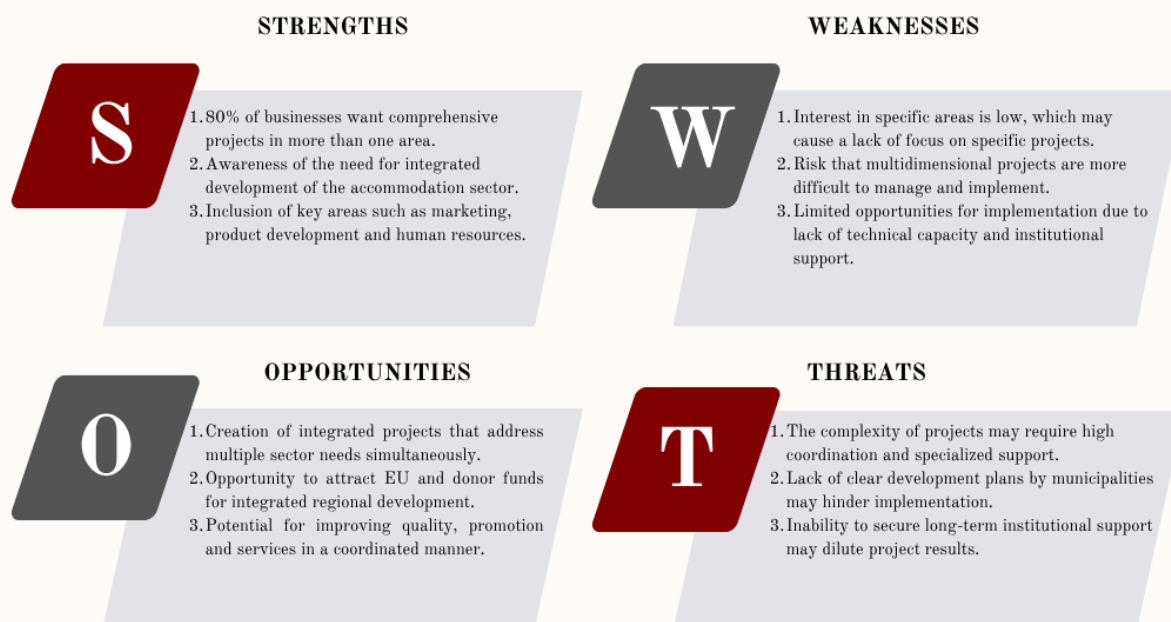 STRENGTHS
S
1. 80% of businesses want comprehensive
projects in more than one area.
2. Awareness of the need for integrated
development of the accommodation sector.
3. Inclusion of key areas such as marketing,
product development and human resources.
WEAKNESSES
W
1. Interest in specific areas is low, which may
cause a lack of focus on specific projects.
2. Risk that multidimensional projects are more
difficult to manage and implement.
3. Limited opportunities for implementation due to
lack of technical capacity and institutional
support.
OPPORTUNITIES
O
1. Creation of integrated projects that address
multiple sector needs simultaneously.
2. Opportunity to attract EU and donor funds
for integrated regional development.
3. Potential for improving quality, promotion
and services in a coordinated manner.
THREATS
T
1. The complexity of projects may require high
coordination and specialized support.
2. Lack of clear development plans by municipalities
may hinder implementation.
3. Inability to secure long-term institutional support
may dilute project results.